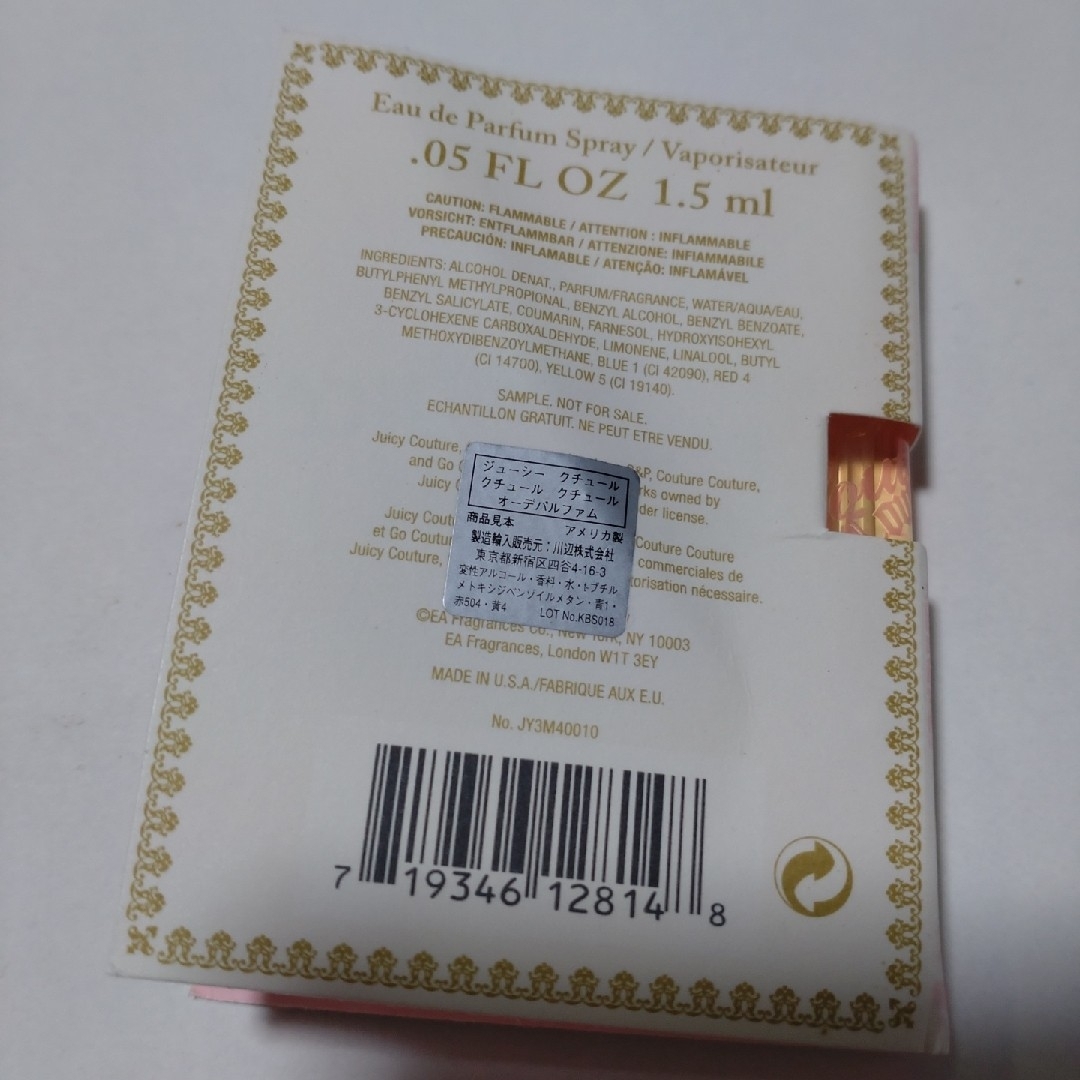 Eau de Parfum Spray / Vaporisateur
.05 FL OZ 1.5 ml
CAUTION: FLAMMABLE / ATTENTION : INFLAMMABLE
VORSICHT: ENTFLAMMBAR / ATTENZIONE: INFIAMMABILE
PRECAUCIÓN: INFLAMABLE / ATENÇÃO: INFLAMÁVEL
INGREDIENTS: ALCOHOL DENAT., PARFUM/FRAGRANCE, WATER/AQUA/EAU,
BUTYLPHENYL METHYLPROPIONAL, BENZYL ALCOHOL, BENZYL BENZOATE,
BENZYL SALICYLATE, COUMARIN, FARNESOL, HYDROXYISOHEXYL
3-CYCLOHEXENE CARBOXALDEHYDE, LIMONENE, LINALOOL, BUTYL
METHOXYDIBENZOYLMETHANE, BLUE 1 (CI 42090), RED 4
(CI 14700), YELLOW 5 (CI 19140).
SAMPLE. NOT FOR SALE.
ECHANTILLON GRATUIT. NE PEUT ETRE VENDU.
Juicy Couture, &P, Couture Couture,
and Go owned by
Juicy der license.
Juicy Couture Couture
et Go Coutu commerciales de
Juicy Couture, torisation nécessaire.
ジューシー クチュール
クチュール クチュール
オーデパルファム
商品見本 アメリカ製
製造輸入販売元:川辺株式会社
東京都新宿区四谷4-16-3
変性アルコール・香料・水・t-ブチル
メトキシジベンゾイルメタン・青1・
赤504・黄4 LOT No.KBS018
©EA Fragrances Co., New York, NY 10003
EA Fragrances, London W1T 3EY
MADE IN U.S.A./FABRIQUE AUX E.U.
No. JY3M40010
7 19346 12814 8